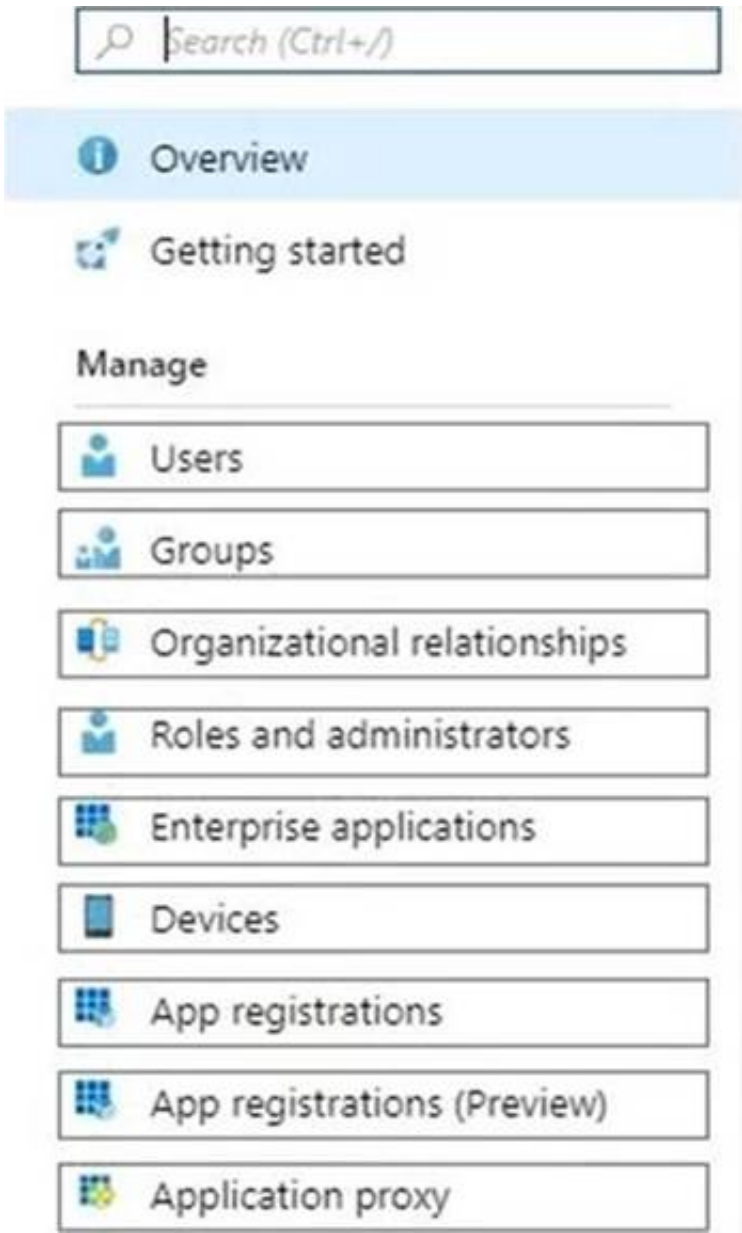 Search (Ctrl+/)
Overview
Getting started
Manage
Users
Groups
Organizational relationships
Roles and administrators
Enterprise applications
Devices
App registrations
App registrations (Preview)
Application proxy